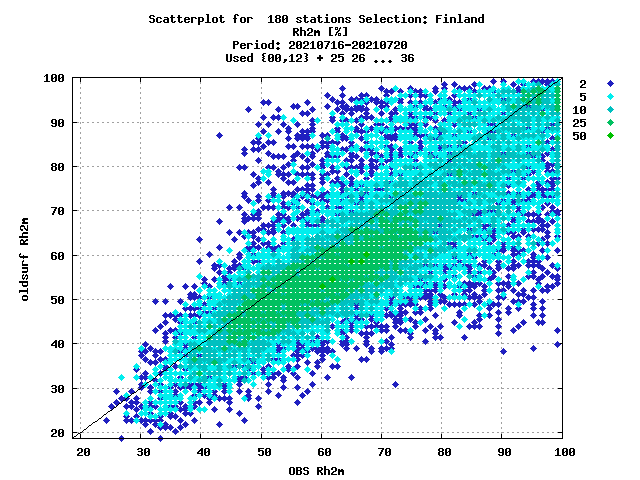 Scatterplot for  180 stations Selection: Finland
Rh2m [%]
Period: 20210716-20210720
Used {00,12} + 25 26 ... 36
100
90
80
70
60
50
40
30
20
oldsurf Rh2m
20 30 40 50 60 70 80 90 100
OBS Rh2m
2
5
10
25
50